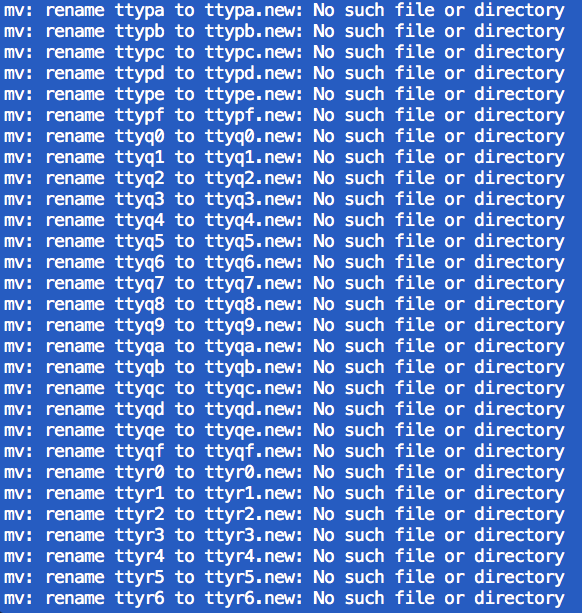 mv: rename ttypa to ttypa.new: No such file or directory
mv: rename ttypb to ttypb.new: No such file or directory
mv: rename ttypc to ttypc.new: No such file or directory
mv: rename ttypd to ttypd.new: No such file or directory
mv: rename ttype to ttype.new: No such file or directory
mv: rename ttypf to ttypf.new: No such file or directory
mv: rename ttyq0 to ttyq0.new: No such file or directory
mv: rename ttyq1 to ttyq1.new: No such file or directory
mv: rename ttyq2 to ttyq2.new: No such file or directory
mv: rename ttyq3 to ttyq3.new: No such file or directory
mv: rename ttyq4 to ttyq4.new: No such file or directory
mv: rename ttyq5 to ttyq5.new: No such file or directory
mv: rename ttyq6 to ttyq6.new: No such file or directory
mv: rename ttyq7 to ttyq7.new: No such file or directory
mv: rename ttyq8 to ttyq8.new: No such file or directory
mv: rename ttyq9 to ttyq9.new: No such file or directory
mv: rename ttyqa to ttyqa.new: No such file or directory
mv: rename ttyqb to ttyqb.new: No such file or directory
mv: rename ttyqc to ttyqc.new: No such file or directory
mv: rename ttyqd to ttyqd.new: No such file or directory
mv: rename ttyqe to ttyqe.new: No such file or directory
mv: rename ttyqf to ttyqf.new: No such file or directory
mv: rename ttyr0 to ttyr0.new: No such file or directory
mv: rename ttyr1 to ttyr1.new: No such file or directory
mv: rename ttyr2 to ttyr2.new: No such file or directory
mv: rename ttyr3 to ttyr3.new: No such file or directory
mv: rename ttyr4 to ttyr4.new: No such file or directory
mv: rename ttyr5 to ttyr5.new: No such file or directory
mv: rename ttyr6 to ttyr6.new: No such file or directory